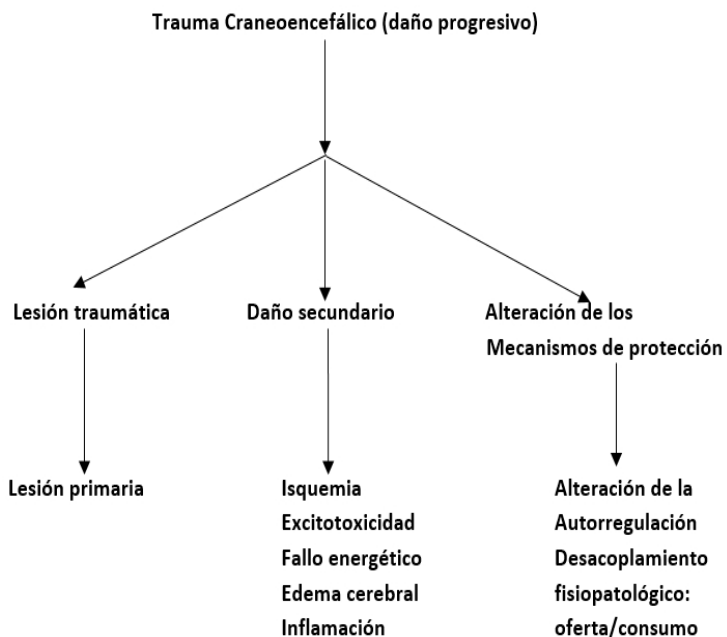 Trauma Craneoencefálico (daño progresivo)
Lesión traumática
Daño secundario
Alteración de los
Mecanismos de protección
Lesión primaria
Isquemia
Excitotoxicidad
Fallo energético
Edema cerebral
Inflamación
Alteración de la
Autorregulación
Desacoplamiento
fisiopatológico:
oferta/consumo